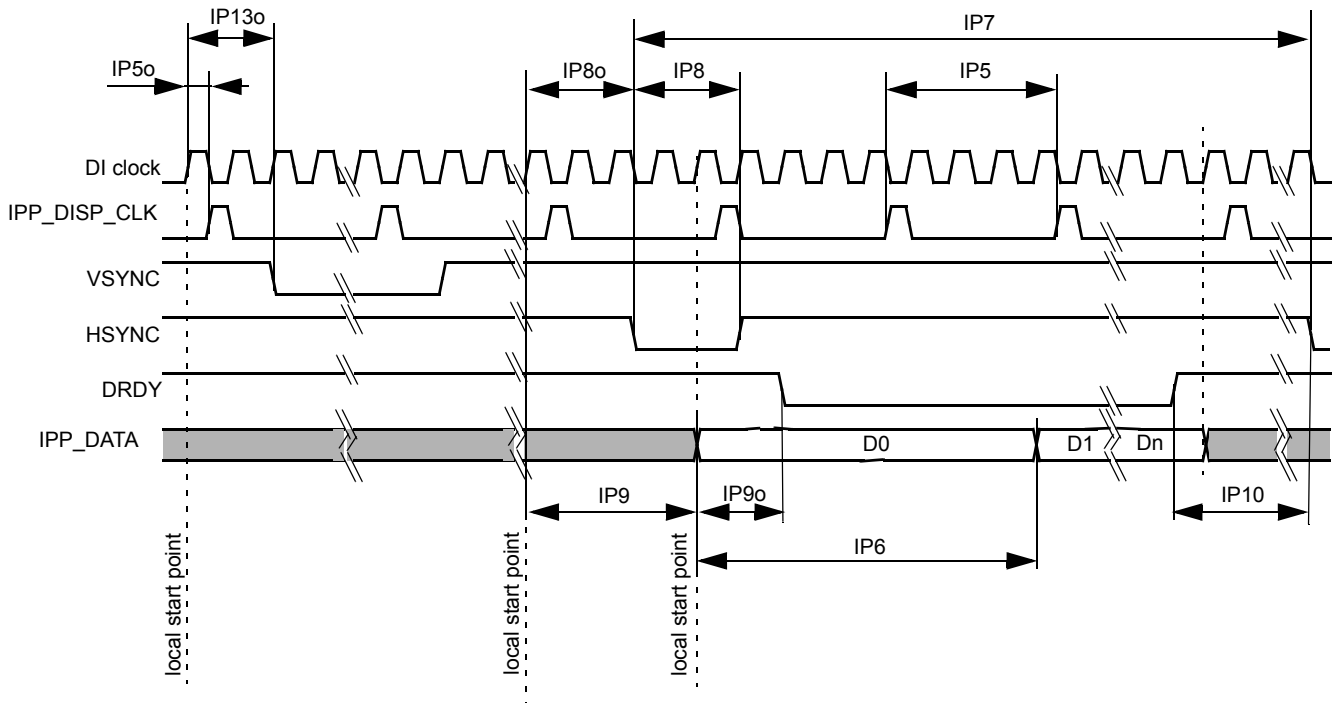 IP13o
IP7
IP5o
IP8o
IP8
IP5
DI clock
IPP_DISP_CLK
VSYNC
HSYNC
DRDY
IPP_DATA
D0
D1
Dn
IP9
IP9o
IP10
IP6
local start point
local start point
local start point